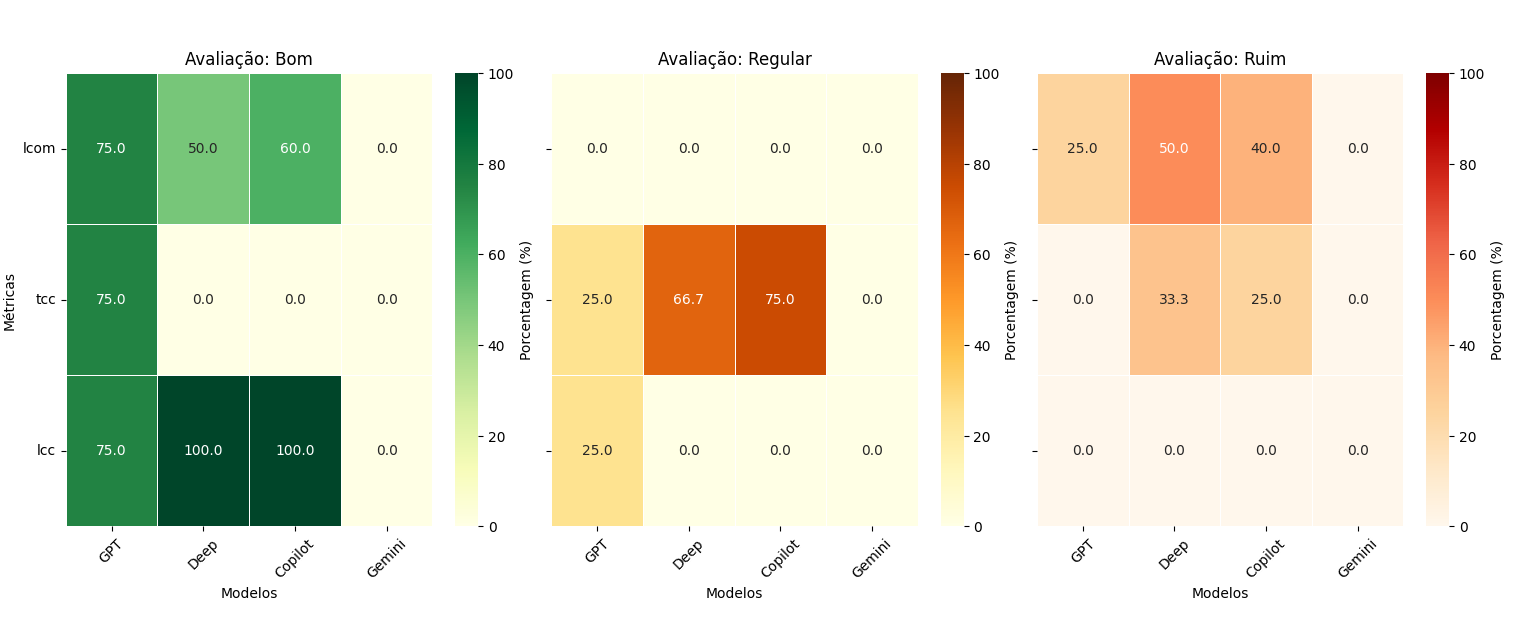 Avaliação: Bom
Métricas
lcom
75.0 50.0 60.0 0.0
tcc
75.0 0.0 0.0 0.0
lcc
75.0 100.0 100.0 0.0
GPT Deep Copilot Gemini
Modelos
100
80
60
40
20
0
Porcentagem (%)
Avaliação: Regular
0.0 0.0 0.0 0.0
25.0 66.7 75.0 0.0
25.0 0.0 0.0 0.0
GPT Deep Copilot Gemini
Modelos
100
80
60
40
20
0
Porcentagem (%)
Avaliação: Ruim
25.0 50.0 40.0 0.0
0.0 33.3 25.0 0.0
0.0 0.0 0.0 0.0
GPT Deep Copilot Gemini
Modelos
100
80
60
40
20
0
Porcentagem (%)